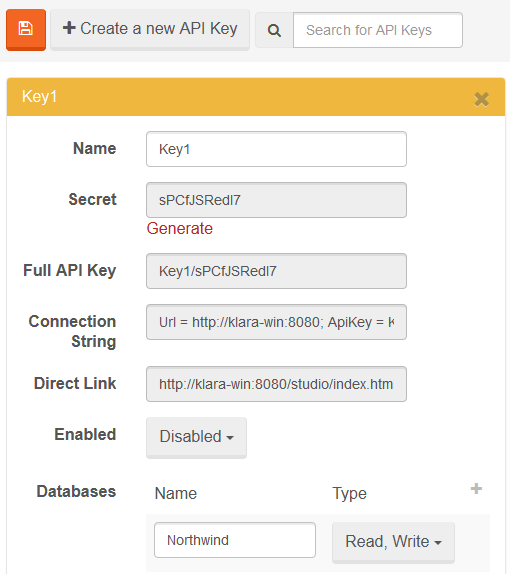 Create a new API Key
Search for API Keys
Key1
Name
Key1
Secret
sPCfJSRedl7
Generate
Full API Key
Key1/sPCfJSRedl7
Connection
String
Url = http://klara-win:8080; ApiKey = K
Direct Link
http://klara-win:8080/studio/index.htm
Enabled
Disabled
Databases
Name
Type
Northwind
Read, Write